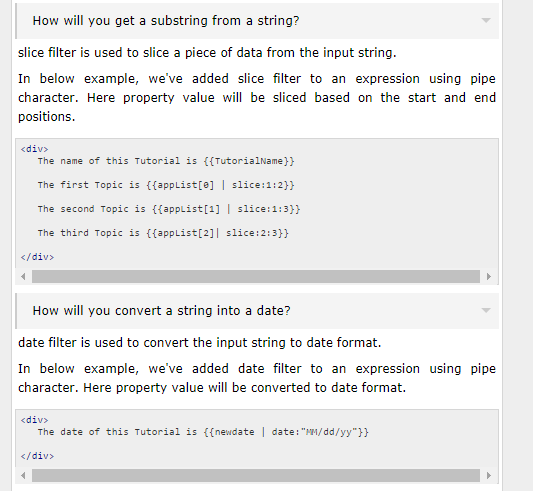 How will you get a substring from a string?
slice filter is used to slice a piece of data from the input string.
In below example, we've added slice filter to an expression using pipe
character. Here property value will be sliced based on the start and end
positions.
<div>
The name of this Tutorial is {{TutorialName}}
The first Topic is {{appList[0] | slice:1:2}}
The second Topic is {{appList[1] | slice:1:3}}
The third Topic is {{appList[2]| slice:2:3}}
</div>
How will you convert a string into a date?
date filter is used to convert the input string to date format.
In below example, we've added date filter to an expression using pipe
character. Here property value will be converted to date format.
<div>
The date of this Tutorial is {{newdate | date:"MM/dd/yy"}}
</div>